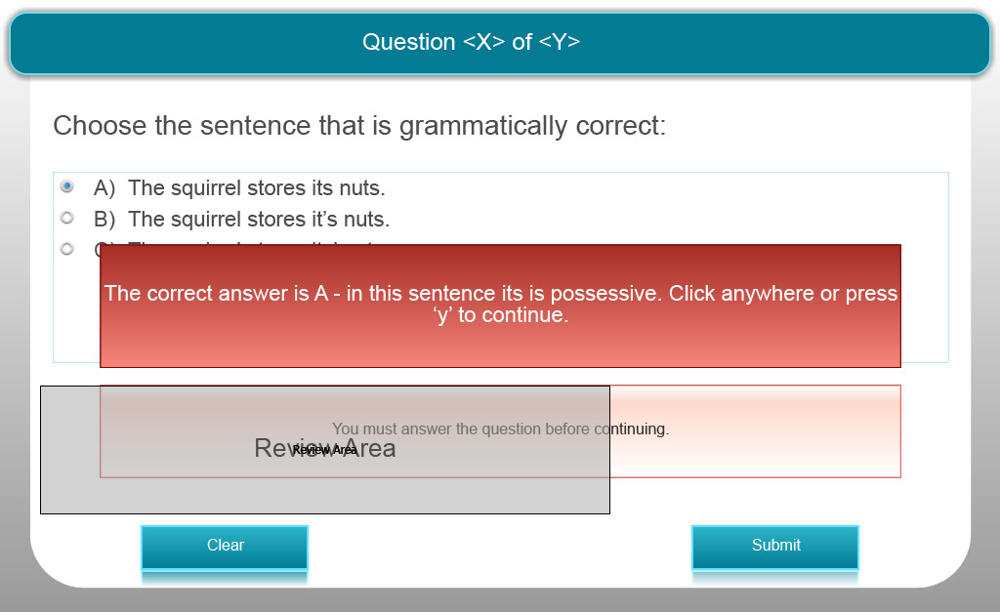 Question <X> of <Y>
Choose the sentence that is grammatically correct:
A) The squirrel stores its nuts.
B) The squirrel stores it’s nuts.
The correct answer is A - in this sentence its is possessive. Click anywhere or press
‘y’ to continue.
You must answer the question before continuing.
Review Area
Review Area
Clear
Submit